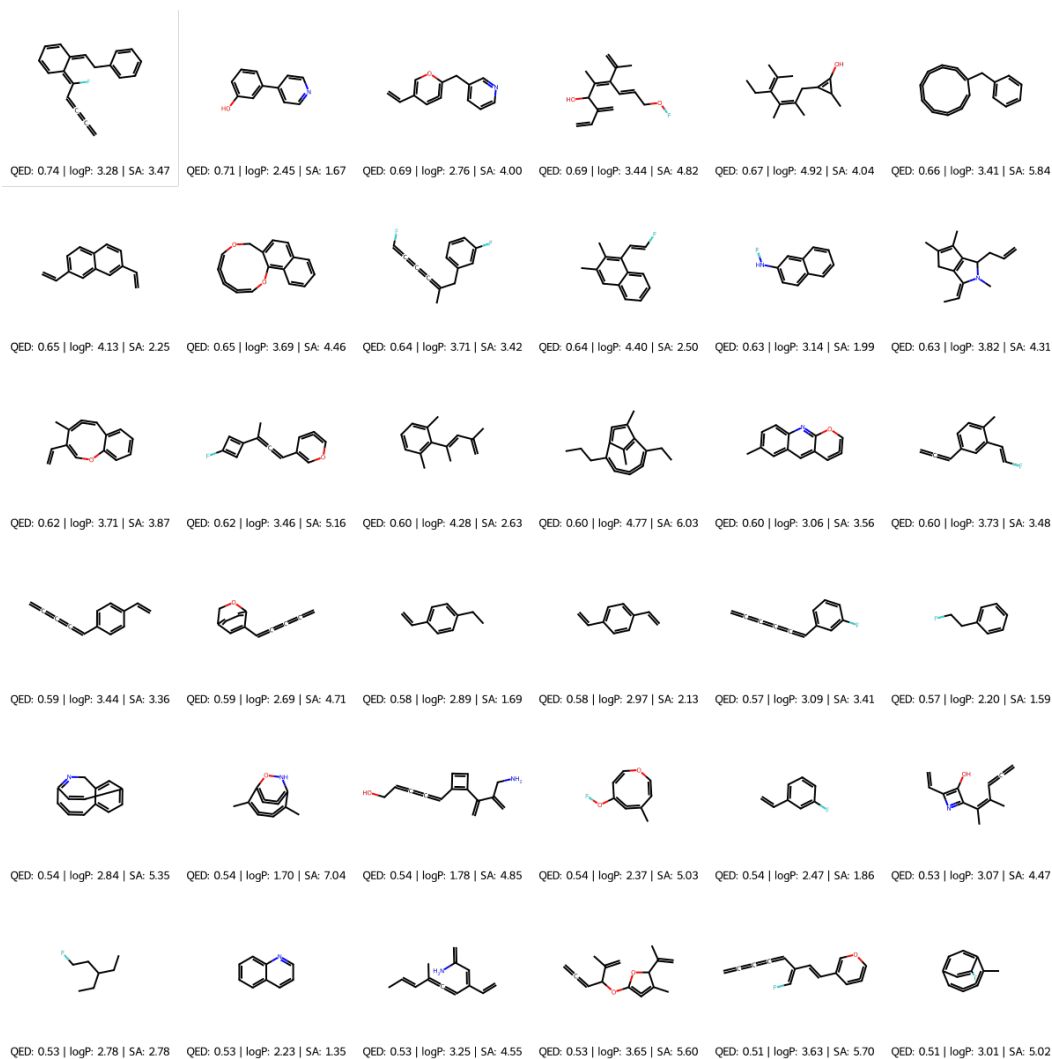 QED: 0.74 | logP: 3.28 | SA: 3.47 QED: 0.71 | logP: 2.45 | SA: 1.67 QED: 0.69 | logP: 2.76 | SA: 4.00 QED: 0.69 | logP: 3.44 | SA: 4.82 QED: 0.67 | logP: 4.92 | SA: 4.04 QED: 0.66 | logP: 3.41 | SA: 5.84
QED: 0.65 | logP: 4.13 | SA: 2.25 QED: 0.65 | logP: 3.69 | SA: 4.46 QED: 0.64 | logP: 3.71 | SA: 3.42 QED: 0.64 | logP: 4.40 | SA: 2.50 QED: 0.63 | logP: 3.14 | SA: 1.99 QED: 0.63 | logP: 3.82 | SA: 4.31
QED: 0.62 | logP: 3.71 | SA: 3.87 QED: 0.62 | logP: 3.46 | SA: 5.16 QED: 0.60 | logP: 4.28 | SA: 2.63 QED: 0.60 | logP: 4.77 | SA: 6.03 QED: 0.60 | logP: 3.06 | SA: 3.56 QED: 0.60 | logP: 3.73 | SA: 3.48
QED: 0.59 | logP: 3.44 | SA: 3.36 QED: 0.59 | logP: 2.69 | SA: 4.71 QED: 0.58 | logP: 2.89 | SA: 1.69 QED: 0.58 | logP: 2.97 | SA: 2.13 QED: 0.57 | logP: 3.09 | SA: 3.41 QED: 0.57 | logP: 2.20 | SA: 1.59
QED: 0.54 | logP: 2.84 | SA: 5.35 QED: 0.54 | logP: 1.70 | SA: 7.04 QED: 0.54 | logP: 1.78 | SA: 4.85 QED: 0.54 | logP: 2.37 | SA: 5.03 QED: 0.54 | logP: 2.47 | SA: 1.86 QED: 0.53 | logP: 3.07 | SA: 4.47
QED: 0.53 | logP: 2.78 | SA: 2.78 QED: 0.53 | logP: 2.23 | SA: 1.35 QED: 0.53 | logP: 3.25 | SA: 4.55 QED: 0.53 | logP: 3.65 | SA: 5.60 QED: 0.51 | logP: 3.63 | SA: 5.70 QED: 0.51 | logP: 3.01 | SA: 5.02